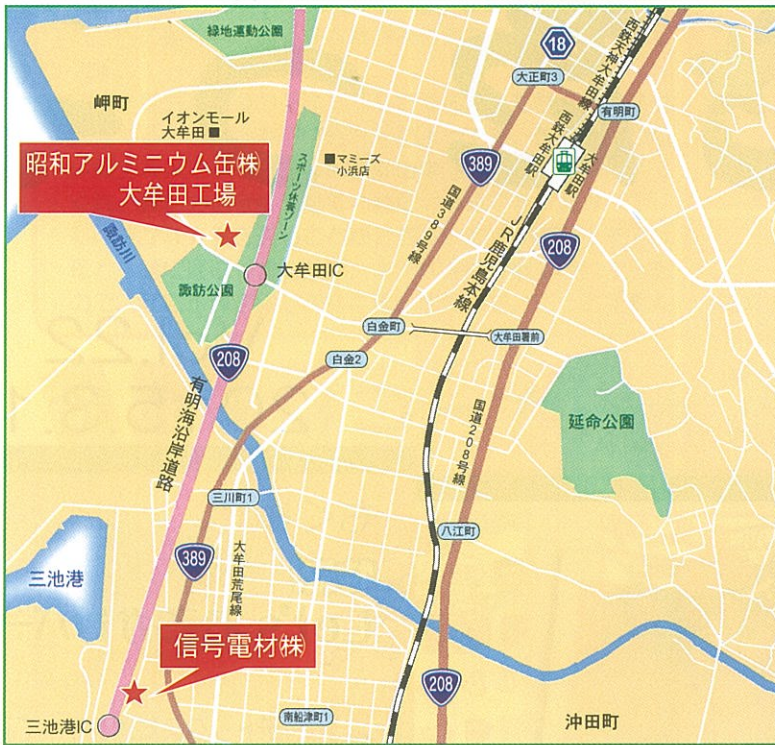 緑地運動公園
18
西鉄天神大牟田線
大正町3
岬町
イオンモール
大牟田
有明町
昭和アルミニウム缶㈱
大牟田工場
スポーツ休養ゾーン
マミーズ
小浜店
389
国道389号線
西鉄大牟田駅
大牟田駅
JR鹿児島本線
208
諏訪川
諏訪公園
大牟田IC
白金町
大牟田署前
白金2
208
有明海沿岸道路
国道208号線
延命公園
三川町1
八江町
389
大牟田荒尾線
三池港
信号電材㈱
208
三池港IC
南船津町1
沖田町